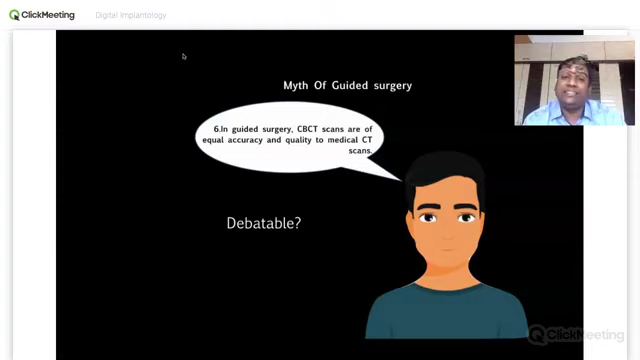 ClickMeeting
Digital Implantology
Myth Of Guided surgery
6.In guided surgery, CBCT scans are of
equal accuracy and quality to medical CT
scans.
Debatable?
ClickMeeting